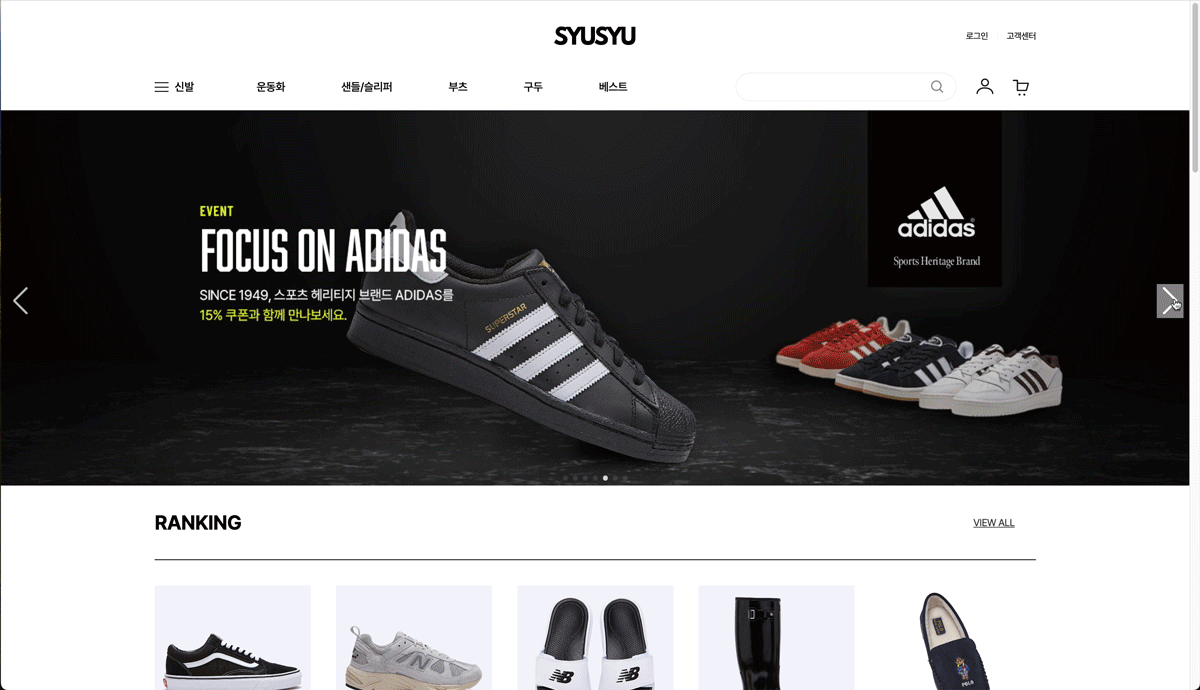 SYUSYU
로그인
고객센터
신발
운동화
샌들/슬리퍼
부츠
구두
베스트
EVENT
FOCUS ON ADIDAS
SINCE 1949, 스포츠 헤리티지 브랜드 ADIDAS를
15% 쿠폰과 함께 만나보세요.
SUPERSTAR
adidas
Sports Heritage Brand
RANKING
VIEW ALL
N
NB
NB
POLO